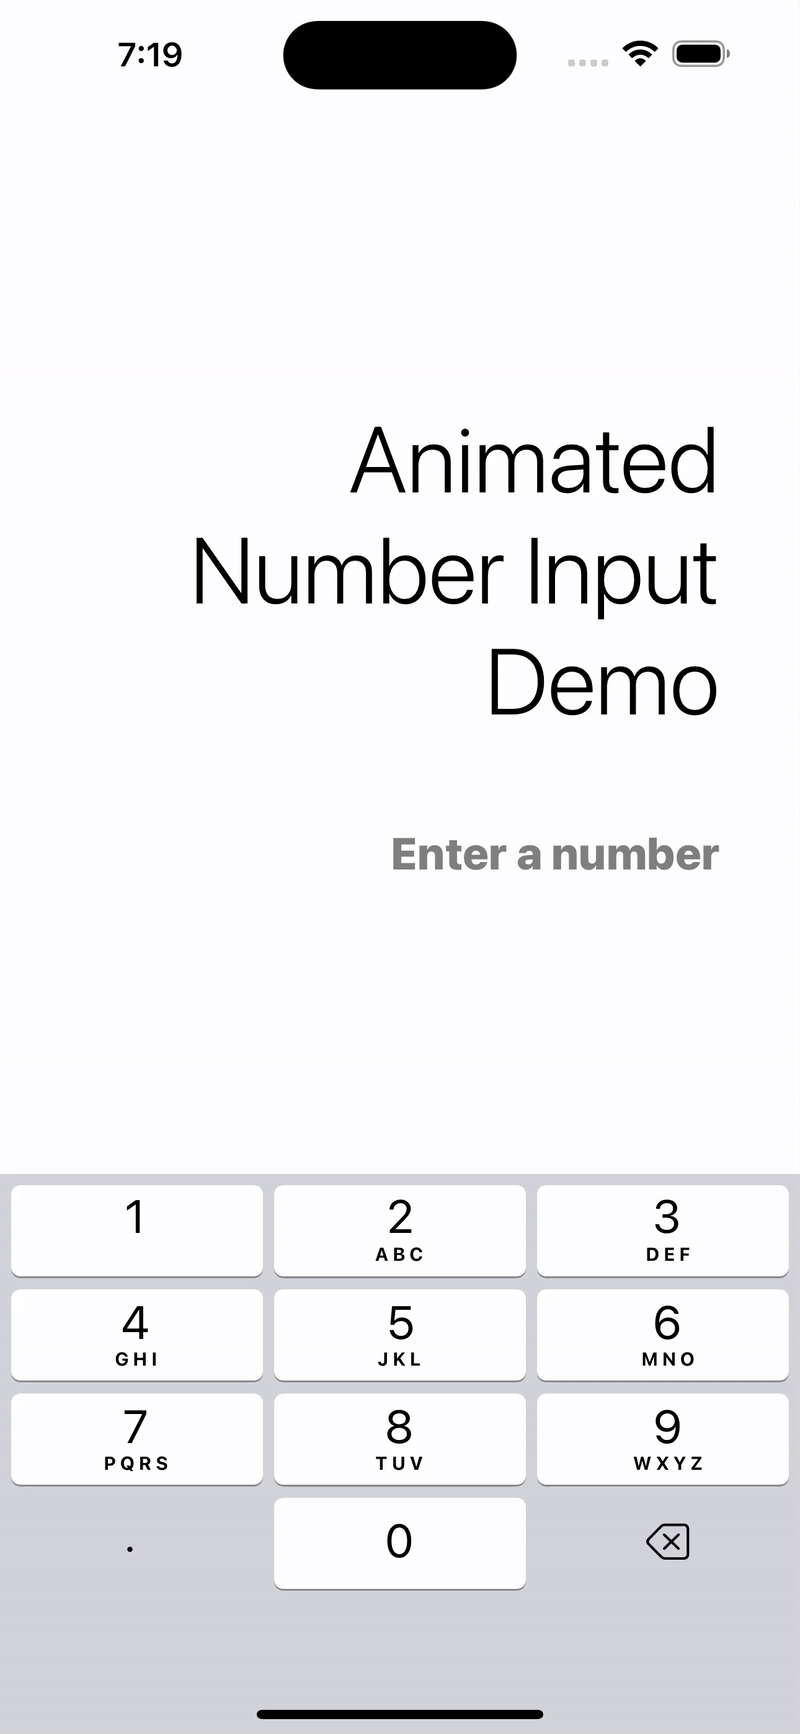 7:19
Animated
Number Input
Demo
Enter a number
1 2 3
ABC DEF
4 5 6
GHI JKL MNO
7 8 9
PQRS TUV WXYZ
. 0